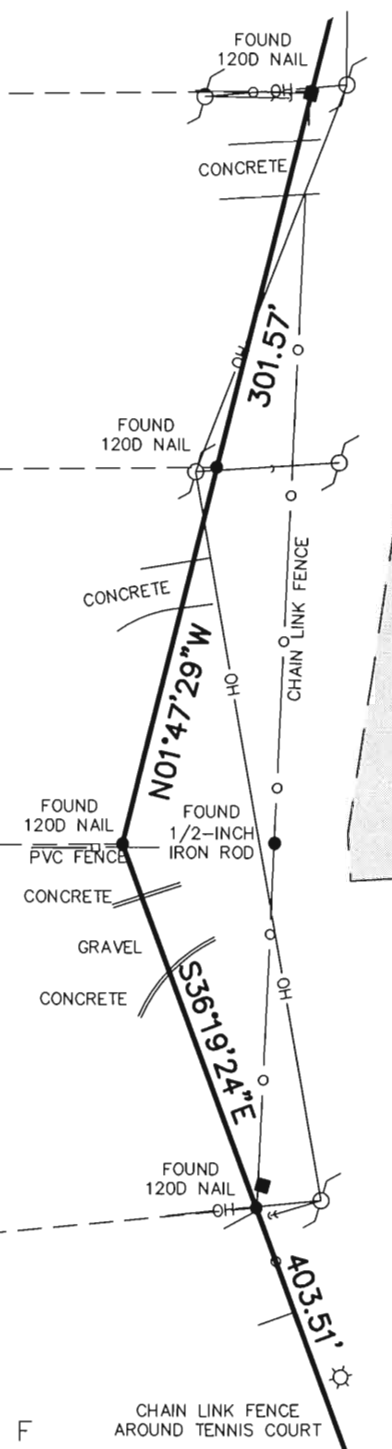 FOUND
120D NAIL
OH
CONCRETE
301.57'
OH
FOUND
120D NAIL
CHAIN LINK FENCE
CONCRETE
N01°47'29"W
OH
FOUND
120D NAIL
PVC FENCE
FOUND
1/2-INCH
IRON ROD
CONCRETE
GRAVEL
CONCRETE
OH
S36°19'24"E
FOUND
120D NAIL
OH
403.51'
CHAIN LINK FENCE
AROUND TENNIS COURT
F